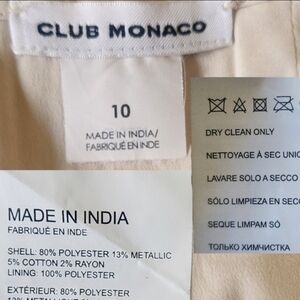 CLUB MONACO
10
MADE IN INDIA/
FABRIQUÉ EN INDE
DRY CLEAN ONLY
NETTOYAGE À SEC UNIQ
LAVARE SOLO A SECCO
SÓLO LIMPIEZA EN SECO
SEQUE LIMPAM SÓ
ТОЛЬКО ХИМЧИСТКА
MADE IN INDIA
FABRIQUÉ EN INDE
SHELL: 80% POLYESTER 13% METALLIC
5% COTTON 2% RAYON
LINING: 100% POLYESTER
EXTÉRIEUR: 80% POLYESTER